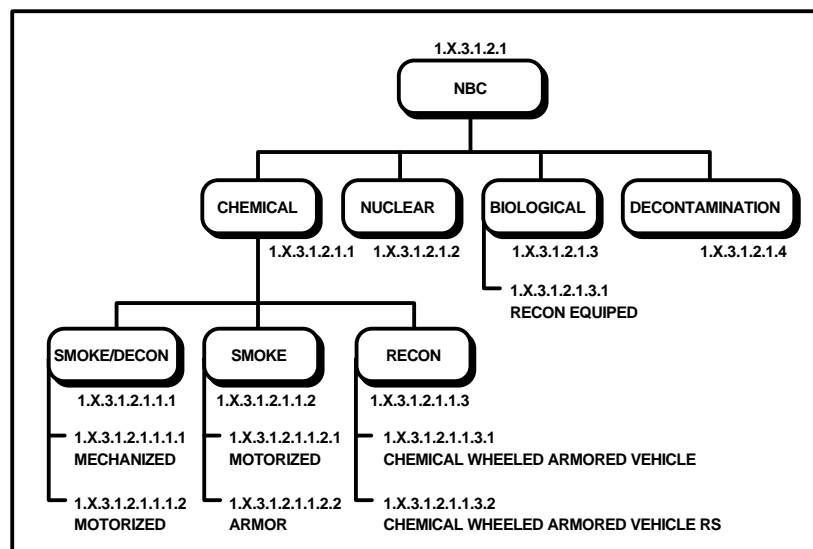 1.X.3.1.2.1
NBC
CHEMICAL
NUCLEAR
BIOLOGICAL
DECONTAMINATION
1.X.3.1.2.1.1
1.X.3.1.2.1.2
1.X.3.1.2.1.3
1.X.3.1.2.1.4
1.X.3.1.2.1.3.1
RECON EQUIPED
SMOKE/DECON
SMOKE
RECON
1.X.3.1.2.1.1.1
1.X.3.1.2.1.1.2
1.X.3.1.2.1.1.3
1.X.3.1.2.1.1.1.1
MECHANIZED
1.X.3.1.2.1.1.2.1
MOTORIZED
1.X.3.1.2.1.1.3.1
CHEMICAL WHEELED ARMORED VEHICLE
1.X.3.1.2.1.1.1.2
MOTORIZED
1.X.3.1.2.1.1.2.2
ARMOR
1.X.3.1.2.1.1.3.2
CHEMICAL WHEELED ARMORED VEHICLE RS